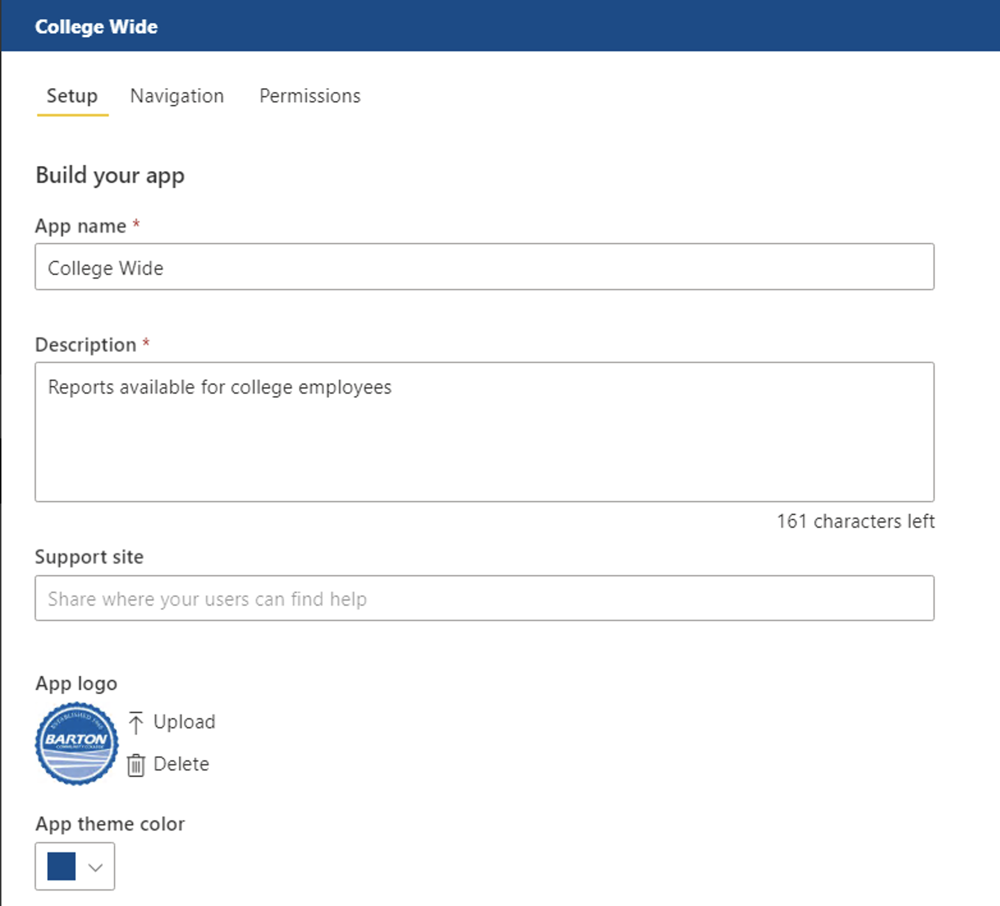 College Wide
Setup Navigation Permissions
Build your app
App name *
College Wide
Description *
Reports available for college employees
161 characters left
Support site
Share where your users can find help
App logo
ESTABLISHED
BARTON
COMMUNITY COLLEGE
Upload
Delete
App theme color